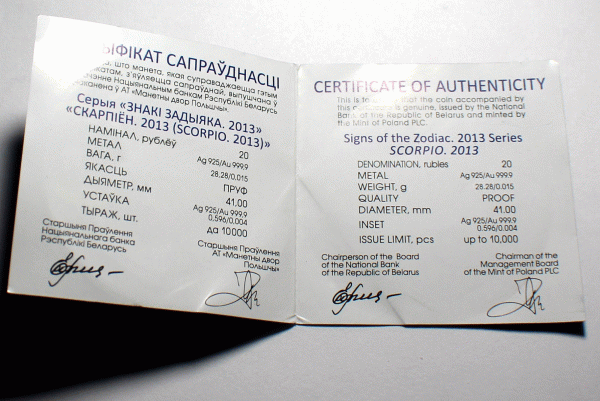 ЫФІКАТ САПРАЎДНАСЦІ
што манета, якая суправаджаецца гэтым
з'яўляецца сапраўднай, выпушчана ў
Нацыянальным банкам Рэспублікі Беларусь
ў АТ «Манетны двор Польшчы».
Серыя «ЗНАКІ ЗАДЫЯКА. 2013»
«СКАРПІЁН. 2013 (SCORPIO. 2013)»
НАМІНАЛ, рублёў 20
МЕТАЛ Ag 925/Au 999,9
ВАГА, г 28.28/0.015
ЯКАСЦЬ ПРУФ
ДЫЯМЕТР, мм 41.00
УСТАЎКА Ag 925/Au 999,9
0.596/0.004
ТЫРАЖ, шт. да 10000
Старшыня Праўлення
Нацыянальнага банка
Рэспублікі Беларусь
Старшыня Праўлення
АТ «Манетны двор
Польшчы»
CERTIFICATE OF AUTHENTICITY
This is to that the coin accompanied by
this is genuine, issued by the National
Bank of the Republic of Belarus and minted by
the Mint of Poland PLC.
Signs of the Zodiac. 2013 Series
SCORPIO. 2013
DENOMINATION, rubles 20
METAL Ag 925/Au 999,9
WEIGHT, g 28.28/0.015
QUALITY PROOF
DIAMETER, mm 41.00
INSET Ag 925/Au 999,9
0.596/0.004
ISSUE LIMIT, pcs up to 10,000
Chairperson of the Board
of the National Bank
of the Republic of Belarus
Chairman of the
Management Board
of the Mint of Poland PLC